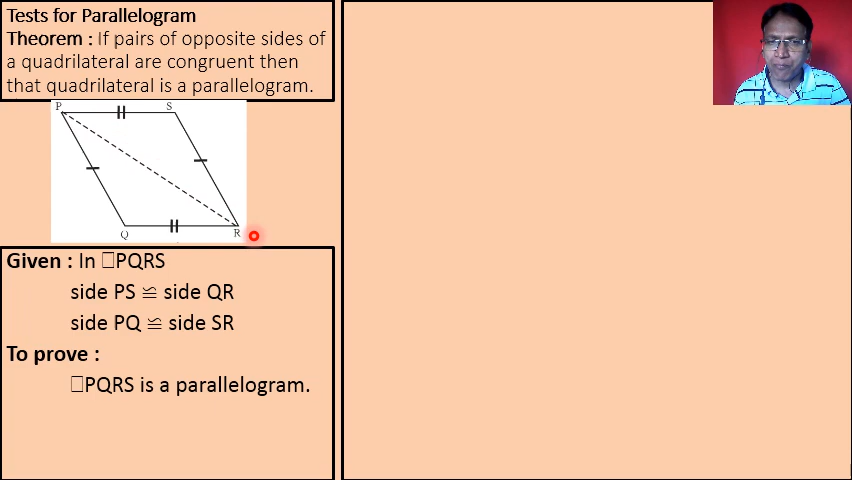 Tests for Parallelogram
Theorem : If pairs of opposite sides of
a quadrilateral are congruent then
that quadrilateral is a parallelogram.
P S
Q R
Given : In □PQRS
side PS ≌ side QR
side PQ ≌ side SR
To prove :
□PQRS is a parallelogram.